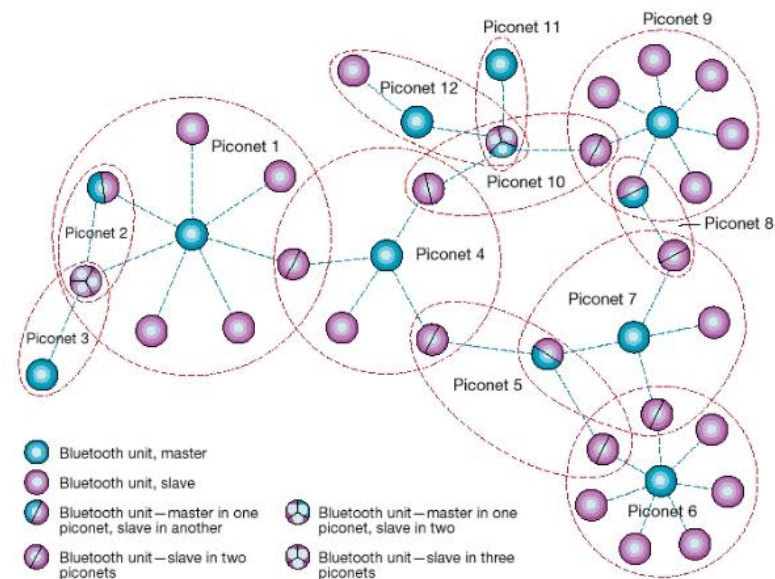 Piconet 11
Piconet 9
Piconet 12
Piconet 1
Piconet 10
Piconet 2
Piconet 8
Piconet 4
Piconet 7
Piconet 3
Piconet 5
Piconet 6
Bluetooth unit, master
Bluetooth unit, slave
Bluetooth unit—master in one
piconet, slave in another
Bluetooth unit—slave in two
piconets
Bluetooth unit—master in one
piconet, slave in two
Bluetooth unit—slave in three
piconets